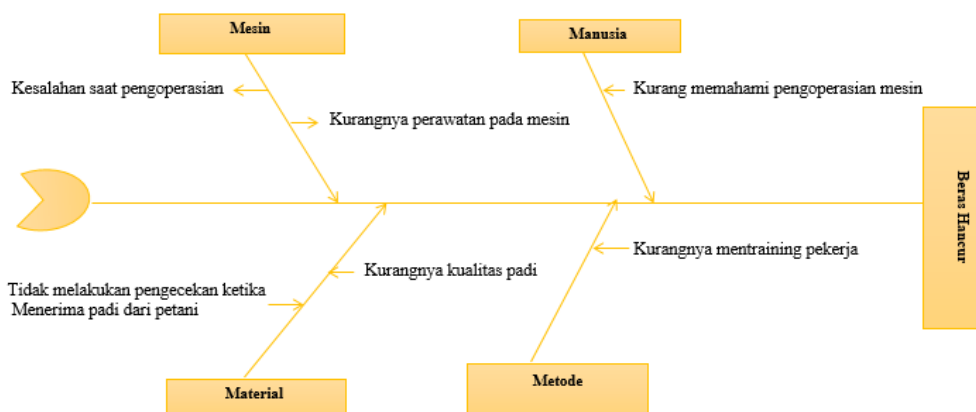 Mesin
Manusia
Kesalahan saat pengoperasian
Kurang memahami pengoperasian mesin
Kurangnya perawatan pada mesin
Beras Hancur
Kurangnya mentraining pekerja
Kurangnya kualitas padi
Tidak melakukan pengecekan ketika
Menerima padi dari petani
Material
Metode